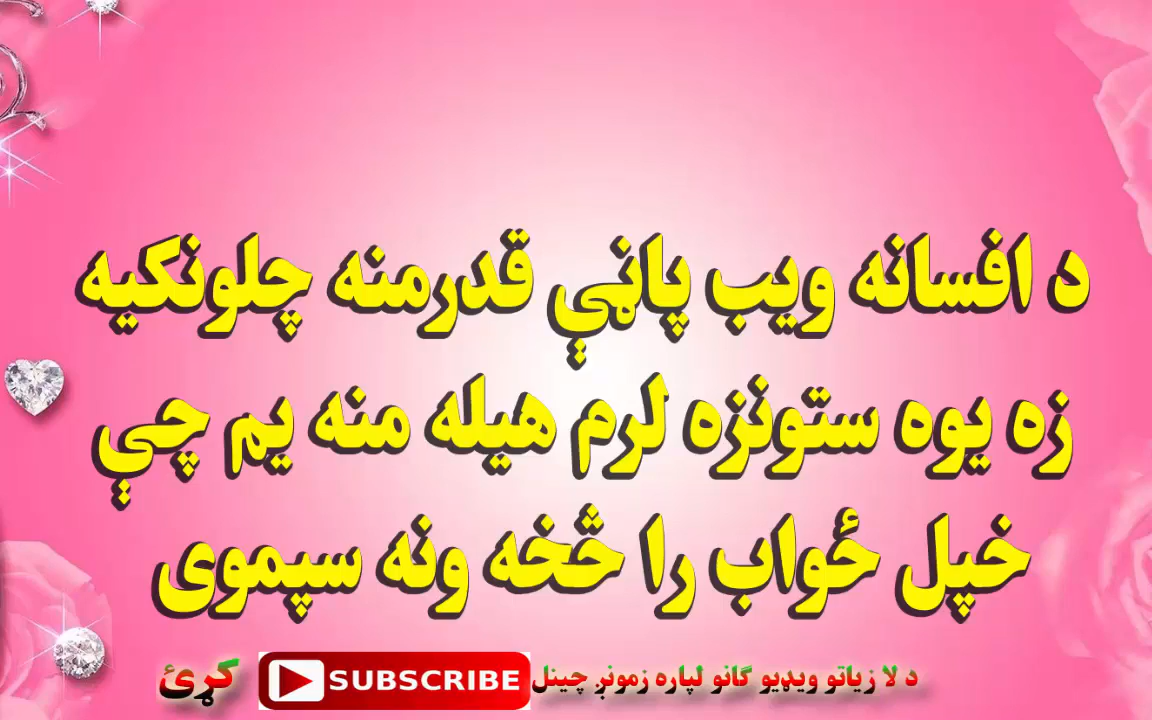 د افسانه ویب پاڼې قدرمنه چلونکیه
زه یوه ستونزه لرم هیله منه یم چې
خپل ځواب را څخه ونه سپموی
د لا زیاتو ویډیو گانو لپاره زمونږ چینل SUBSCRIBE کړئ